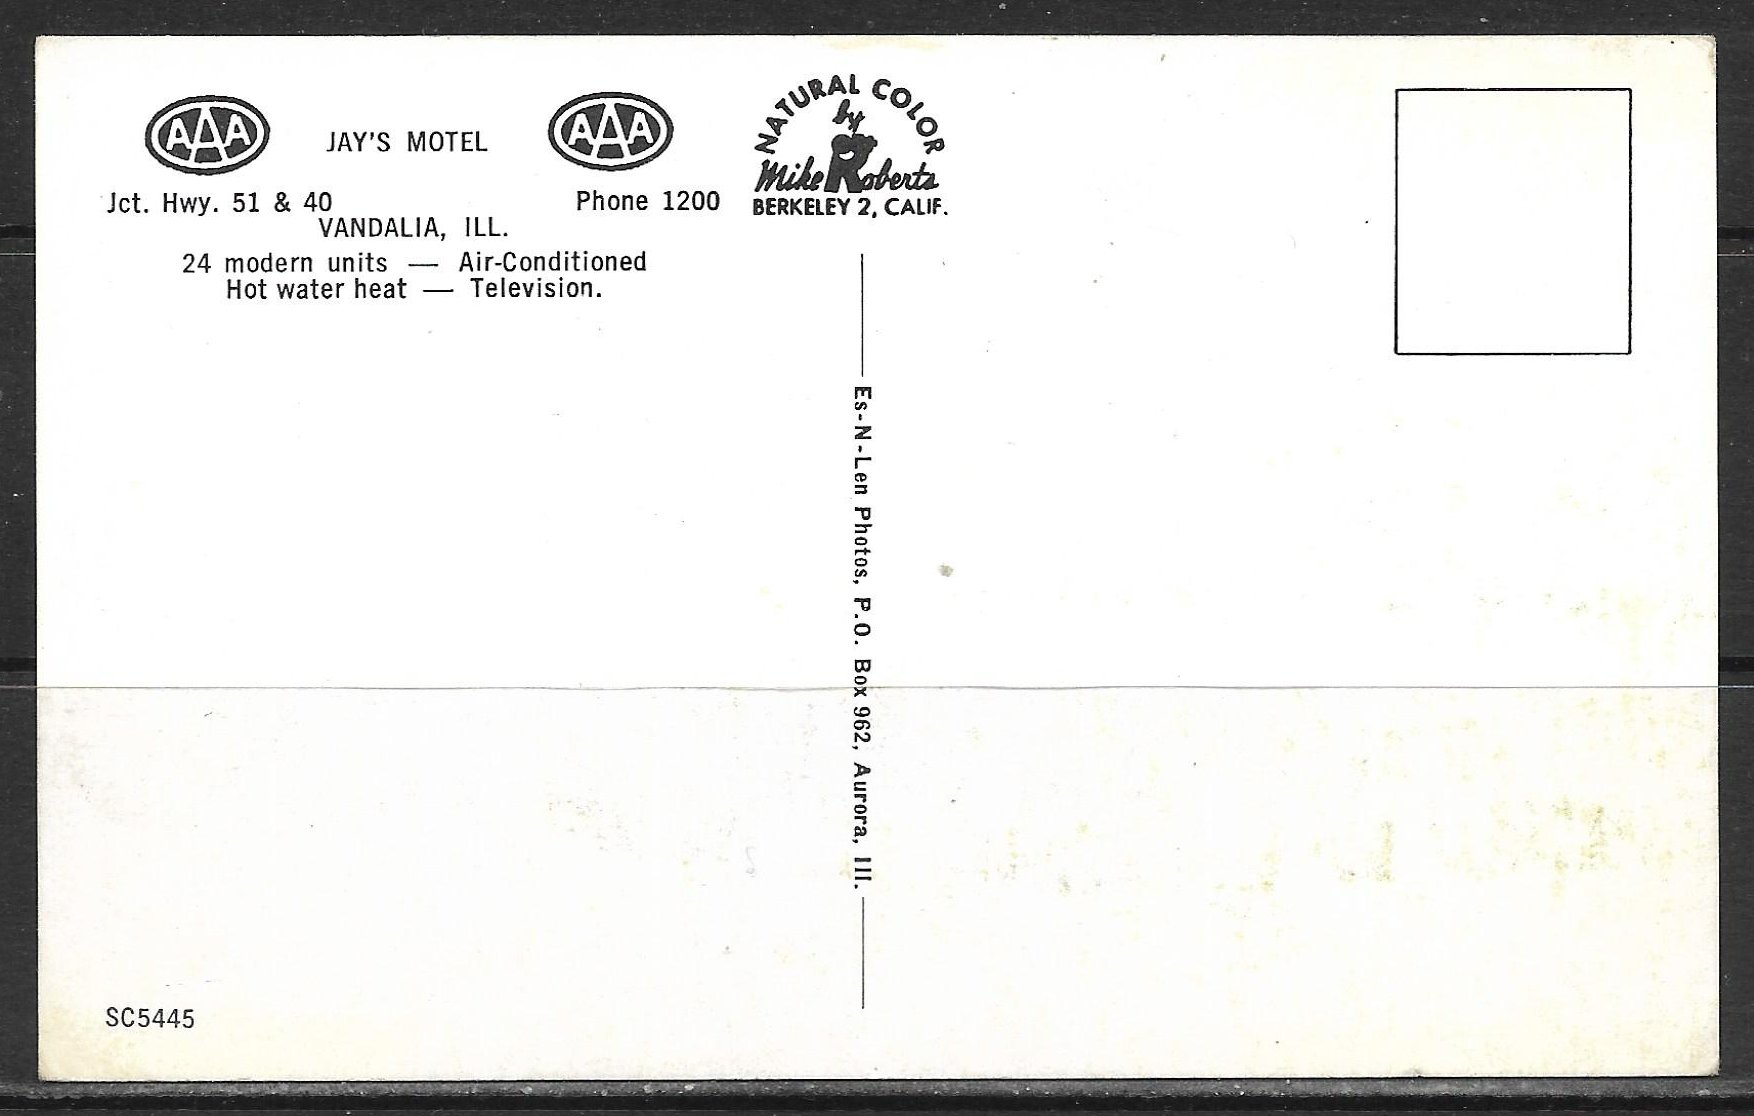 AAA JAY'S MOTEL AAA
Jct. Hwy. 51 & 40 Phone 1200
VANDALIA, ILL.
24 modern units — Air-Conditioned
Hot water heat — Television.
NATURAL COLOR
by
Mike Roberts
BERKELEY 2, CALIF.
Es-N-Len Photos, P.O. Box 962, Aurora, Ill.
SC5445